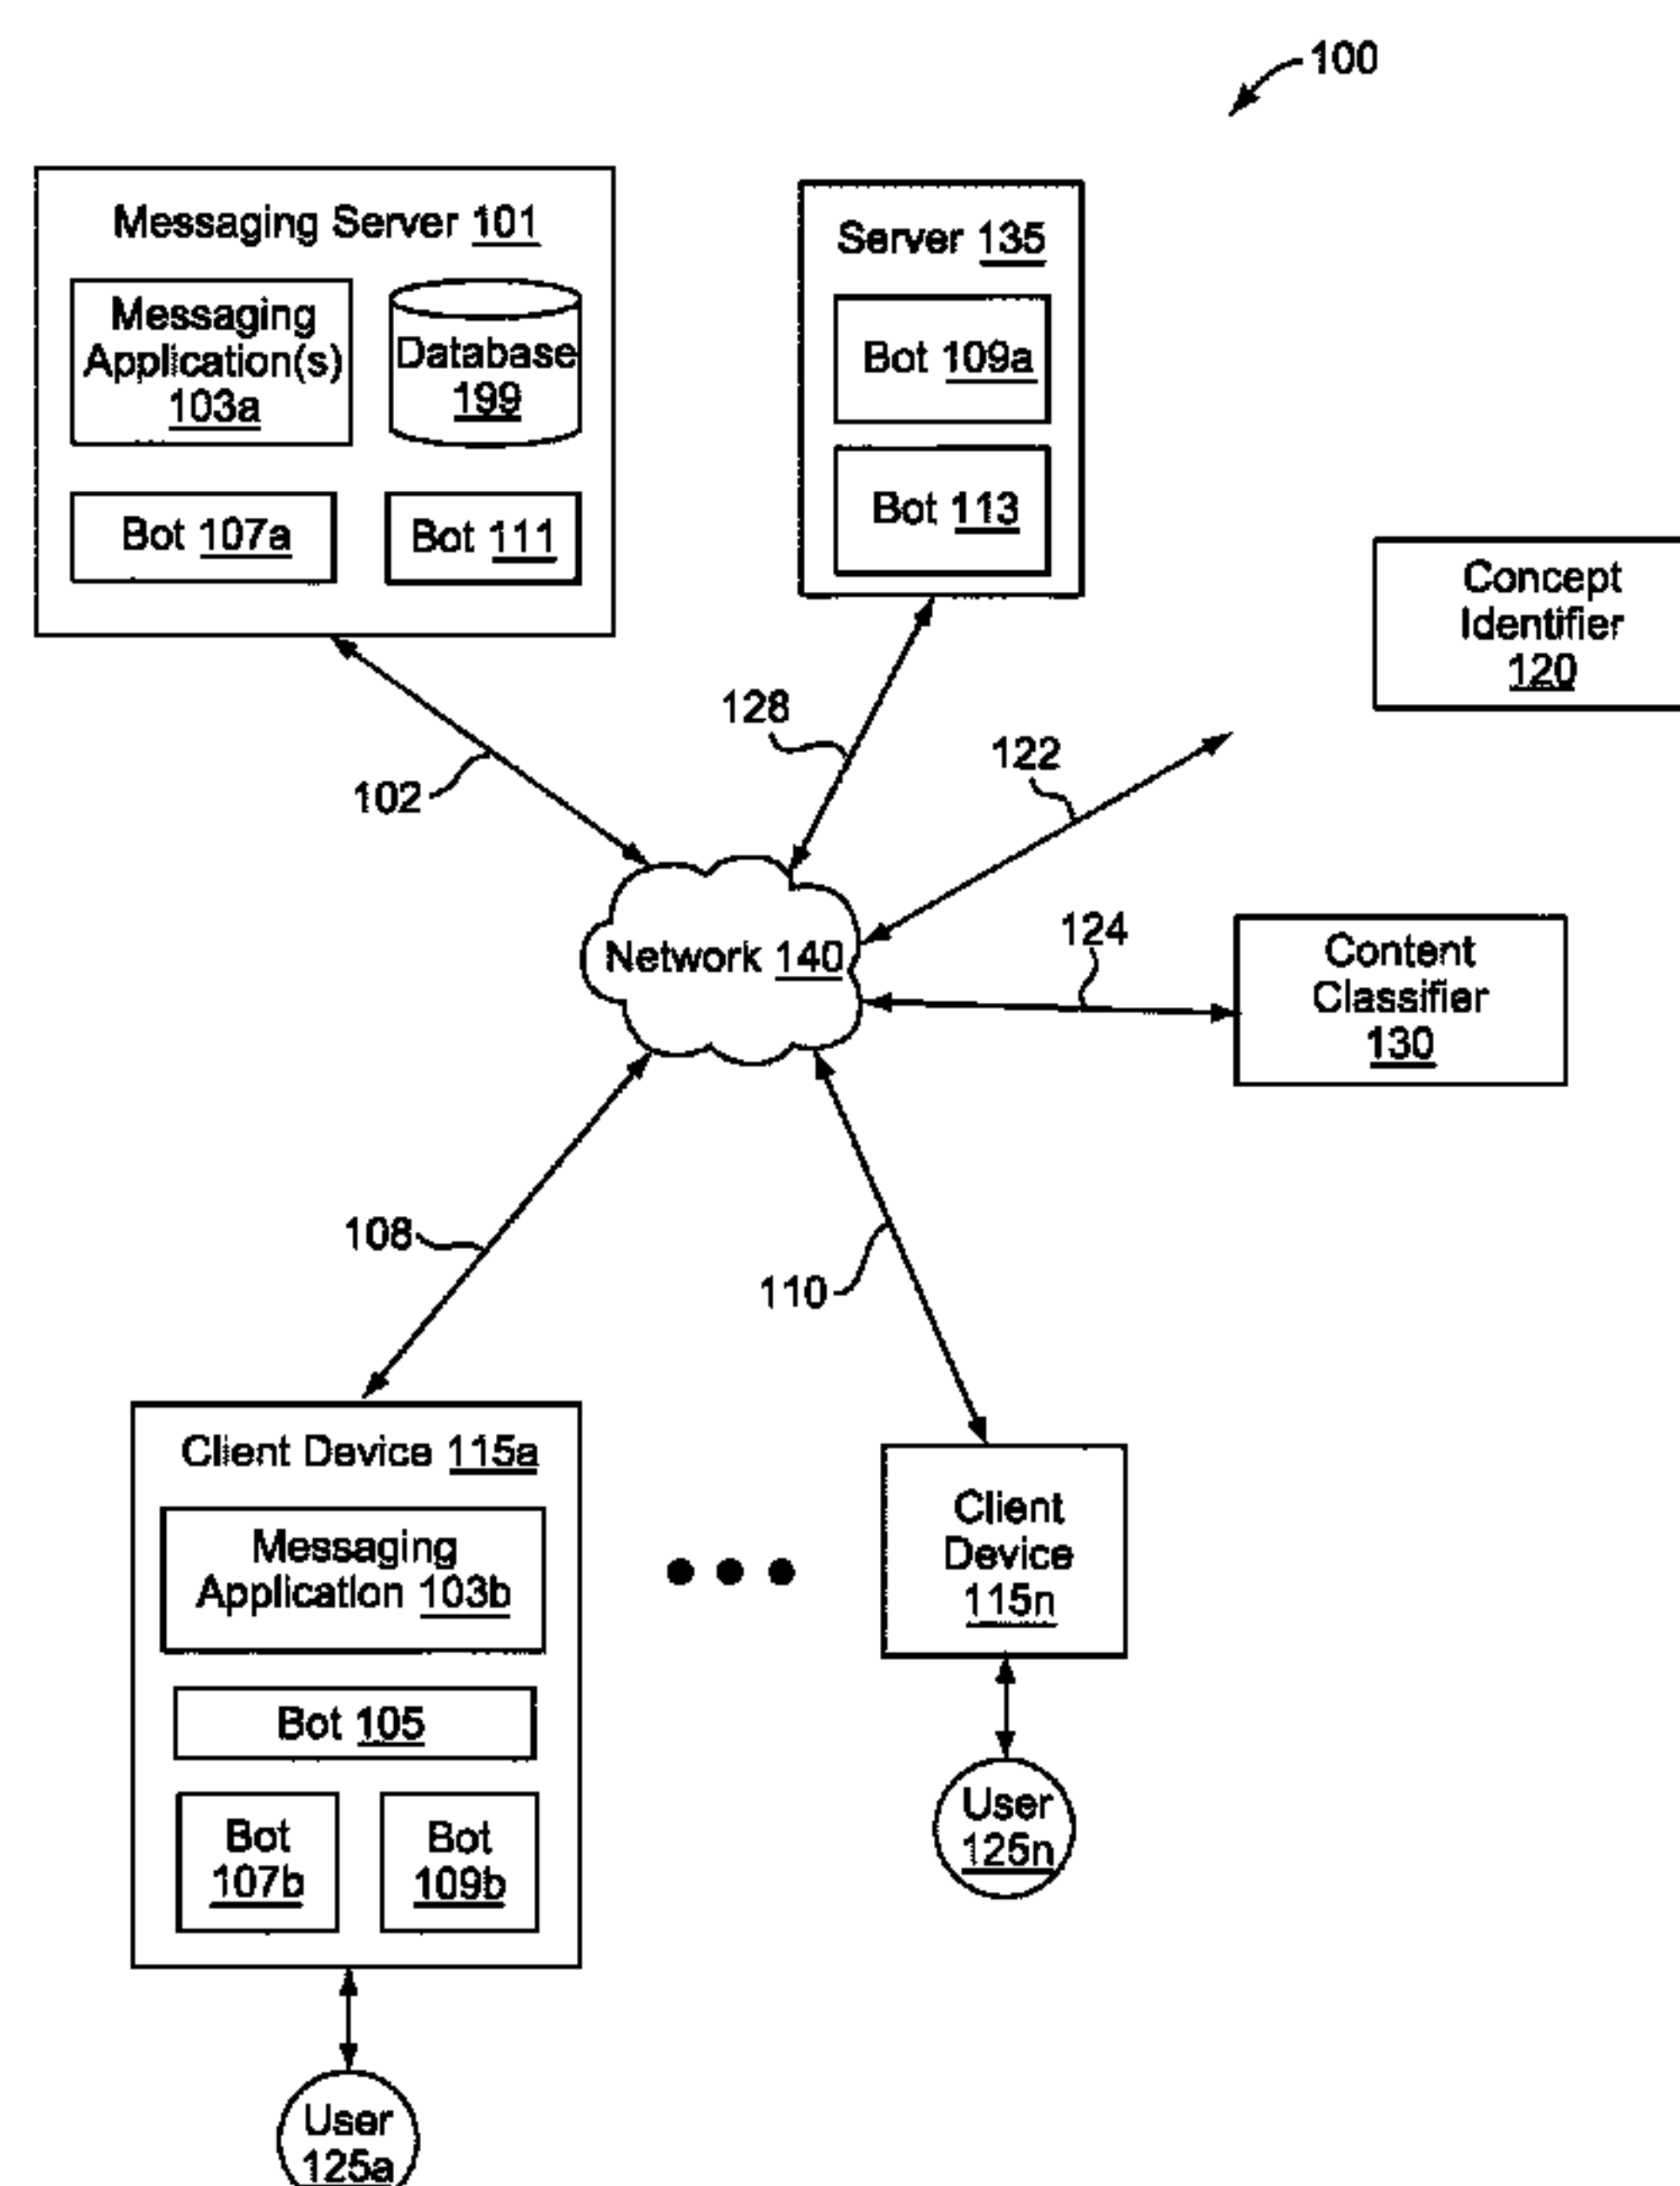 100
Messaging Server 101
Messaging
Application(s)
103a
Database
199
Bot 107a
Bot 111
Server 135
Bot 109a
Bot 113
Concept
Identifier
120
128
122
102
Network 140
124
Content
Classifier
130
108
110
Client Device 115a
Messaging
Application 103b
Bot 105
Bot
107b
Bot
109b
Client
Device
115n
User
125n
User
125a